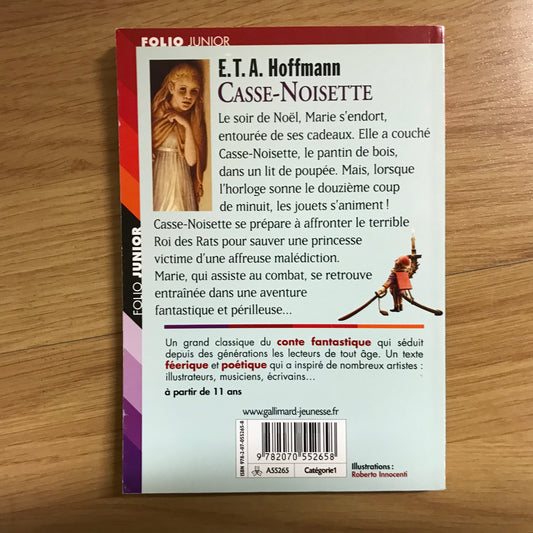 FOLIO JUNIOR
E.T.A. Hoffmann
CASSE-NOISETTE
Le soir de Noël, Marie s'endort,
entourée de ses cadeaux. Elle a couché
Casse-Noisette, le pantin de bois,
dans un lit de poupée. Mais, lorsque
l'horloge sonne le douzième coup
de minuit, les jouets s'animent !
Casse-Noisette se prépare à affronter le terrible
Roi des Rats pour sauver une princesse
victime d'une affreuse malédiction.
Marie, qui assiste au combat, se retrouve
entraînée dans une aventure
fantastique et périlleuse...
FOLIO JUNIOR
Un grand classique du conte fantastique qui séduit
depuis des générations les lecteurs de tout âge. Un texte
féerique et poétique qui a inspiré de nombreux artistes :
illustrateurs, musiciens, écrivains...
à partir de 11 ans
www.gallimard-jeunesse.fr
ISBN 978-2-07-055265-8
9 782070 552658
A55265
Catégorie1
Illustrations :
Roberto Innocenti